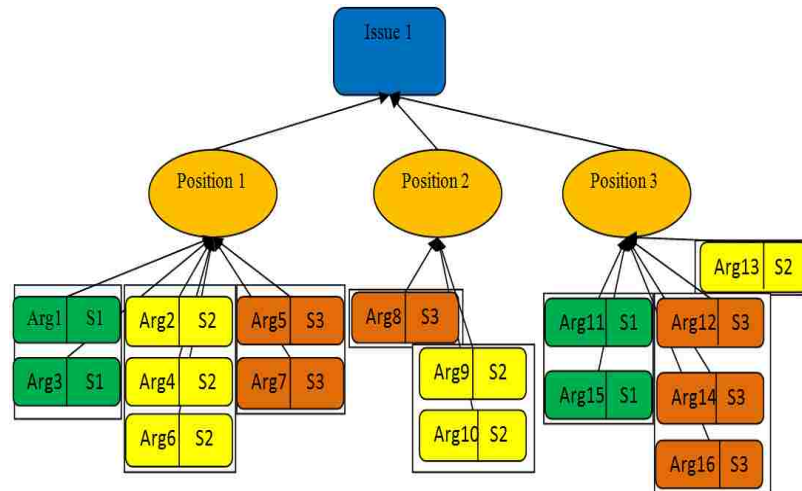 Issue 1
Position 1
Position 2
Position 3
Arg13 S2
Arg1 S1
Arg2 S2
Arg5 S3
Arg8 S3
Arg11 S1
Arg12 S3
Arg3 S1
Arg4 S2
Arg7 S3
Arg9 S2
Arg15 S1
Arg14 S3
Arg6 S2
Arg10 S2
Arg16 S3